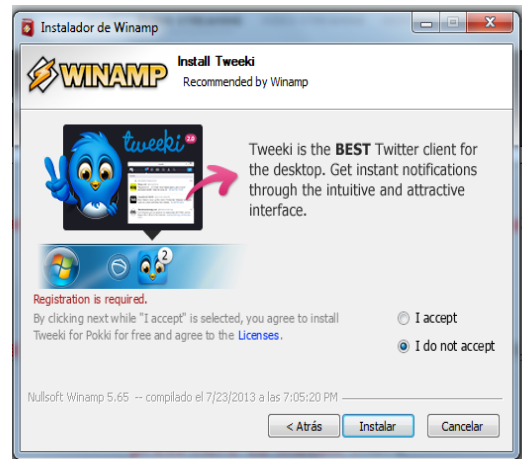 Instalador de Winamp
WINAMP
Install Tweeki
Recommended by Winamp
tweeki 2.0
Tweeki is the BEST Twitter client for
the desktop. Get instant notifications
through the intuitive and attractive
interface.
2
Registration is required.
By clicking next while "I accept" is selected, you agree to install
Tweeki for Pokki for free and agree to the Licenses.
I accept
I do not accept
Nullsoft Winamp 5.65 -- compilado el 7/23/2013 a las 7:05:20 PM
< Atrás
Instalar
Cancelar